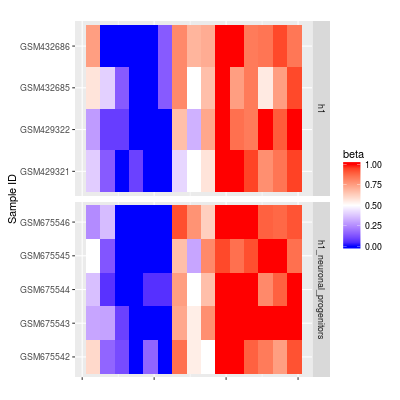 GSM432686
GSM432685
GSM429322
GSM429321
h1
GSM675546
GSM675545
GSM675544
GSM675543
GSM675542
h1_neuronal_progenitors
Sample ID
beta
1.00
0.75
0.50
0.25
0.00